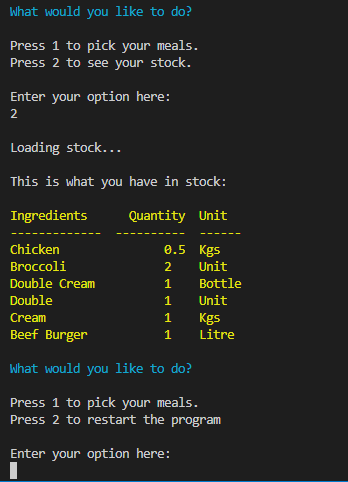 What would you like to do?
Press 1 to pick your meals.
Press 2 to see your stock.
Enter your option here:
2
Loading stock...
This is what you have in stock:
Ingredients      Quantity  Unit
-------------  ----------  ------
Chicken               0.5  Kgs
Broccoli              2    Unit
Double Cream          1    Bottle
Double                1    Unit
Cream                 1    Kgs
Beef Burger           1    Litre
What would you like to do?
Press 1 to pick your meals.
Press 2 to restart the program
Enter your option here: